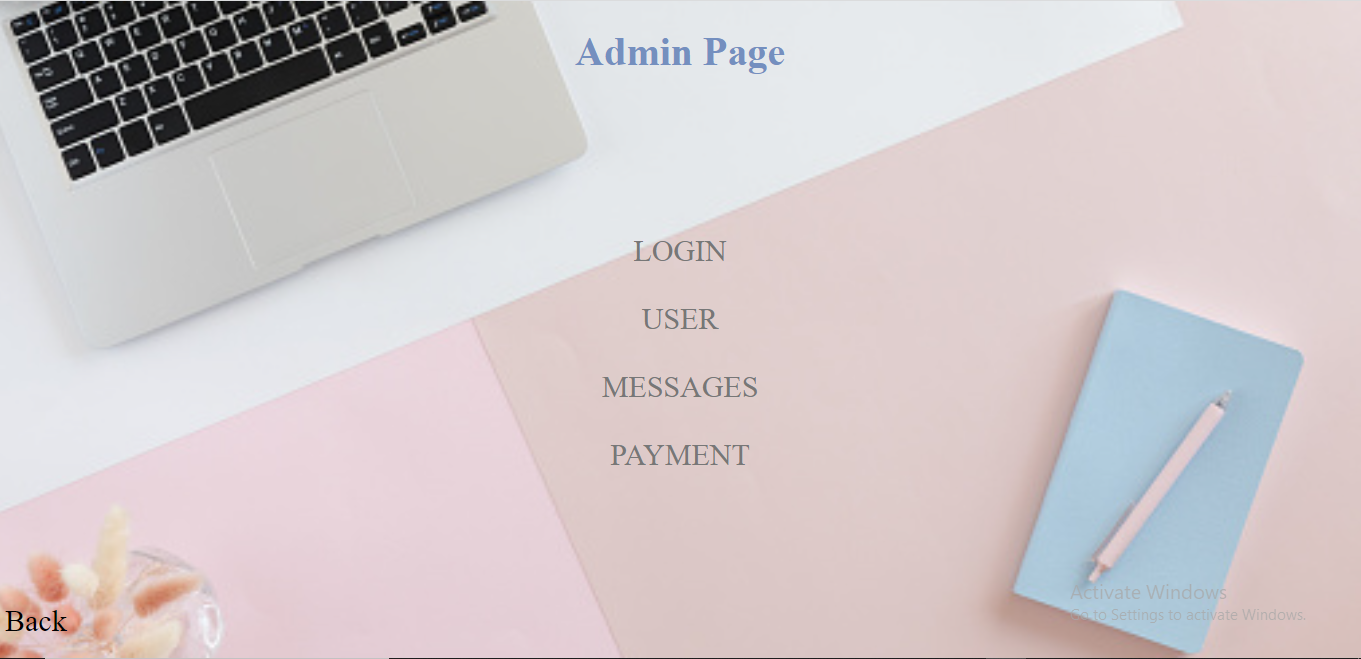 Admin Page
LOGIN
USER
MESSAGES
PAYMENT
Activate Windows
Go to Settings to activate Windows.
Back